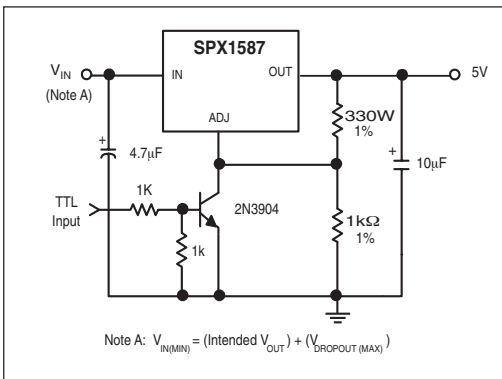 SPX1587
V_IN
(Note A)
IN
OUT
5V
ADJ
330W
1%
4.7µF
10µF
1K
TTL
Input
2N3904
1kΩ
1%
1k
Note A: V_IN(MIN) = (Intended V_OUT) + (V_DROPOUT (MAX))